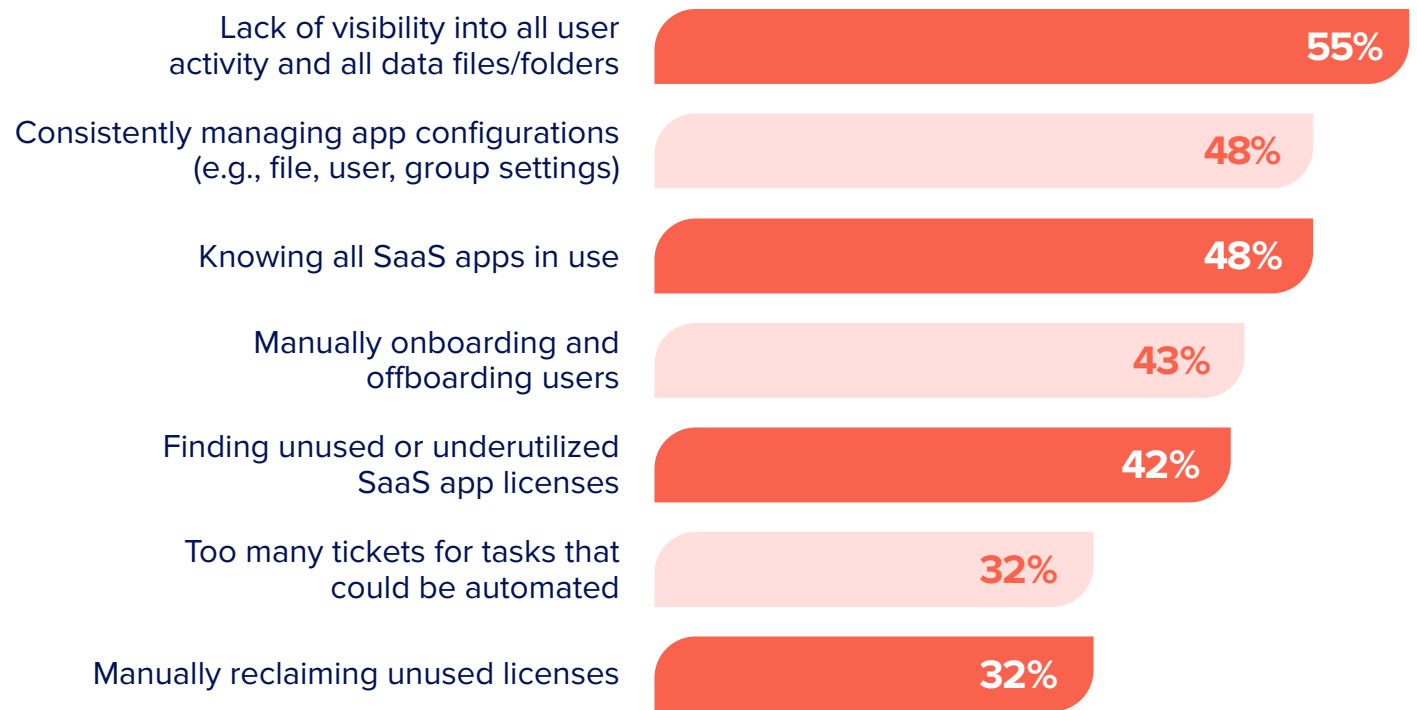 Lack of visibility into all user
activity and all data files/folders
55%
Consistently managing app configurations
(e.g., file, user, group settings)
48%
Knowing all SaaS apps in use
48%
Manually onboarding and
offboarding users
43%
Finding unused or underutilized
SaaS app licenses
42%
Too many tickets for tasks that
could be automated
32%
Manually reclaiming unused licenses
32%